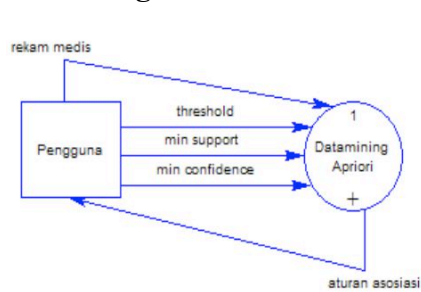 rekam medis
threshold
1
min support
Pengguna
Datamining
Apriori
min confidence
+
aturan asosiasi